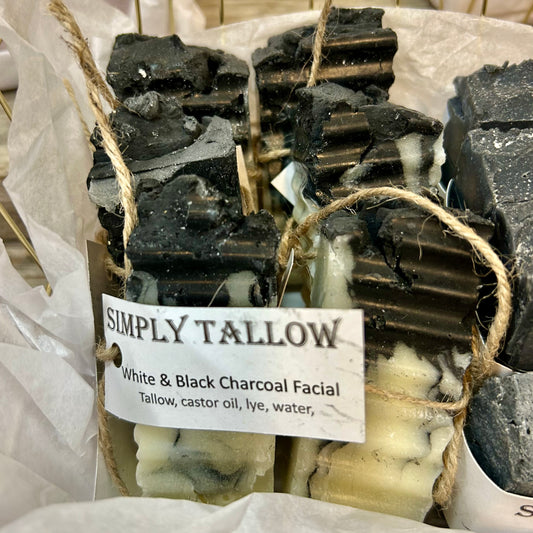 SIMPLY TALLOW
White & Black Charcoal Facial
Tallow, castor oil, lye, water,
S